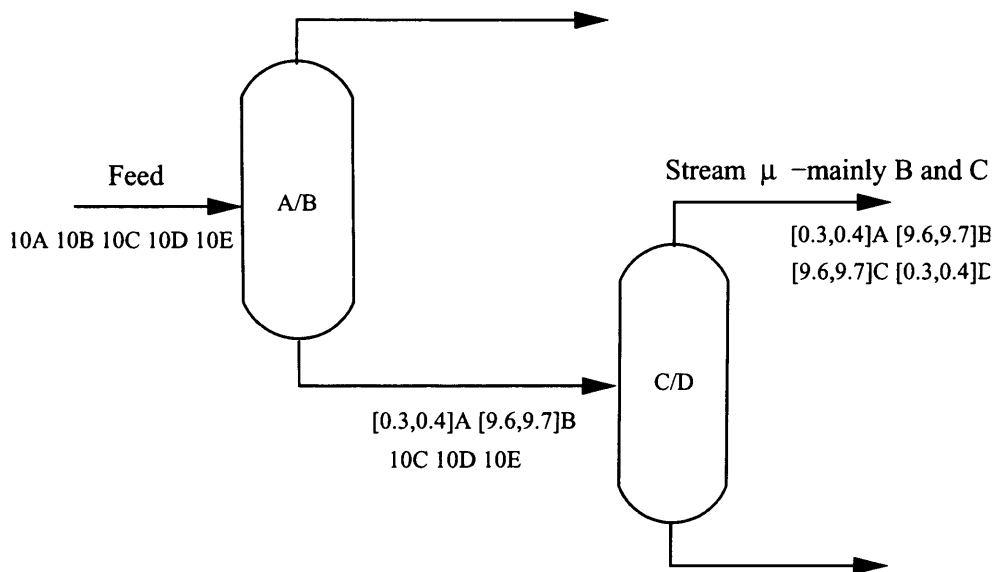 Feed
10A 10B 10C 10D 10E
A/B
Stream μ -mainly B and C
[0.3,0.4]A [9.6,9.7]B
[9.6,9.7]C [0.3,0.4]D
C/D
[0.3,0.4]A [9.6,9.7]B
10C 10D 10E